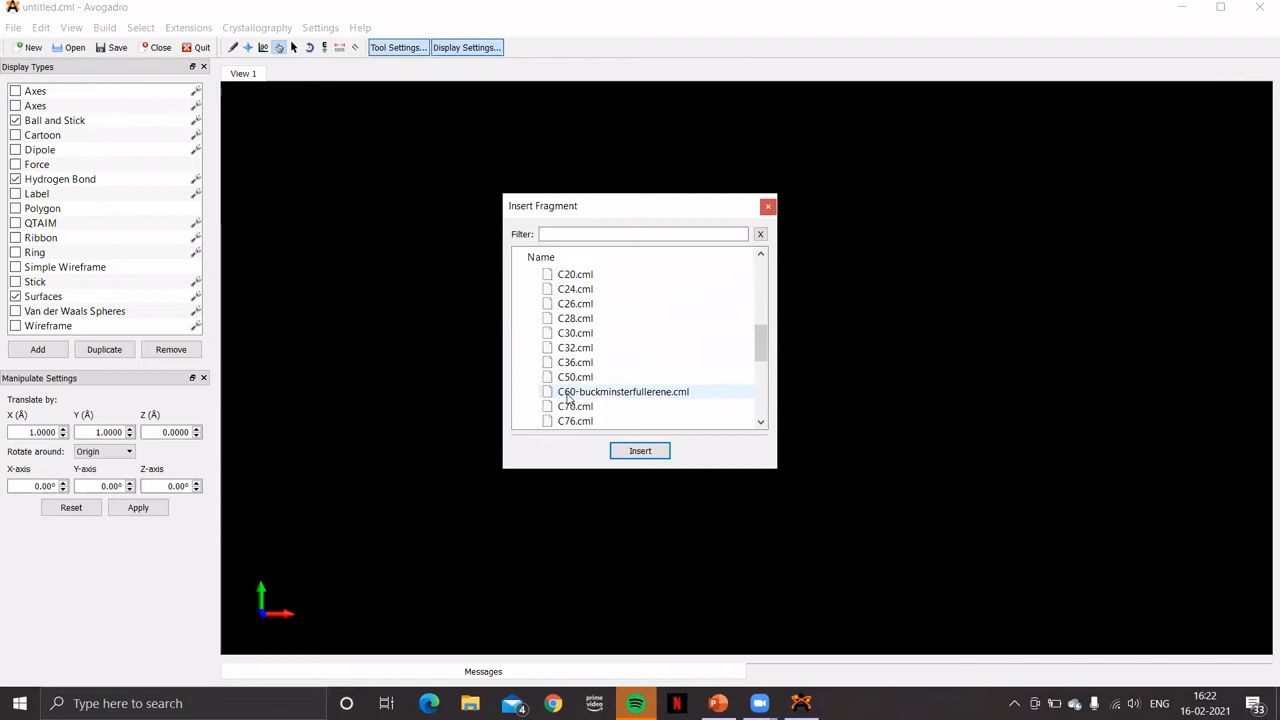 untitled.cml - Avogadro
File Edit View Build Select Extensions Crystallography Settings Help
New Open Save Close Quit Tool Settings... Display Settings...
Display Types
View 1
Axes
Axes
Ball and Stick
Cartoon
Dipole
Force
Hydrogen Bond
Label
Polygon
QTAIM
Ribbon
Ring
Simple Wireframe
Stick
Surfaces
Van der Waals Spheres
Wireframe
Add Duplicate Remove
Manipulate Settings
Translate by:
X (Å) Y (Å) Z (Å)
1.0000 1.0000 0.0000
Rotate around: Origin
X-axis Y-axis Z-axis
0.00° 0.00° 0.00°
Reset Apply
Insert Fragment
Filter: X
Name
C20.cml
C24.cml
C26.cml
C28.cml
C30.cml
C32.cml
C36.cml
C50.cml
C60-buckminsterfullerene.cml
C70.cml
C76.cml
Insert
Messages
Type here to search
4
prime
video
N
ENG
16:22
16-02-2021
33